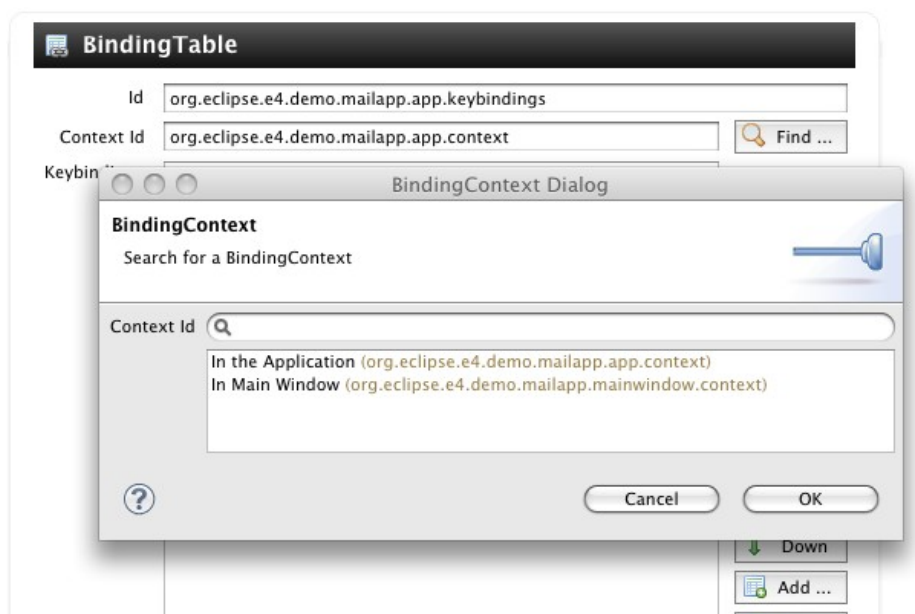 BindingTable
Id org.eclipse.e4.demo.mailapp.app.keybindings
Context Id org.eclipse.e4.demo.mailapp.app.context Find ...
BindingContext Dialog
BindingContext
Search for a BindingContext
Context Id
In the Application (org.eclipse.e4.demo.mailapp.app.context)
In Main Window (org.eclipse.e4.demo.mailapp.mainwindow.context)
? Cancel OK
Down
Add ...